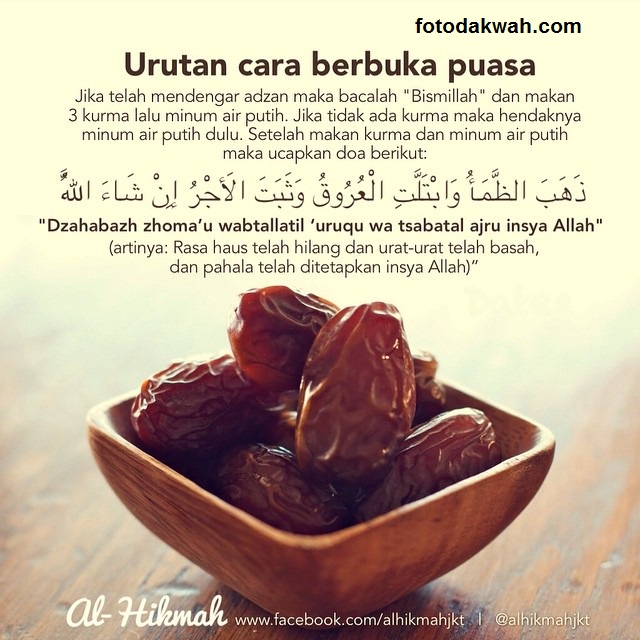 fotodakwah.com
Urutan cara berbuka puasa
Jika telah mendengar adzan maka bacalah "Bismillah" dan makan
3 kurma lalu minum air putih. Jika tidak ada kurma maka hendaknya
minum air putih dulu. Setelah makan kurma dan minum air putih
maka ucapkan doa berikut:
ذَهَبَ الظَّمَأُ وَابْتَلَّتِ الْعُرُوقُ وَثَبَتَ الأَجْرُ إِنْ شَاءَ اللَّهُ
"Dzahabazh zhoma’u wabtallatil ‘uruqu wa tsabatal ajru insya Allah"
(artinya: Rasa haus telah hilang dan urat-urat telah basah,
dan pahala telah ditetapkan insya Allah)”
Al-Hikmah www.facebook.com/alhikmahjkt | @alhikmahjkt